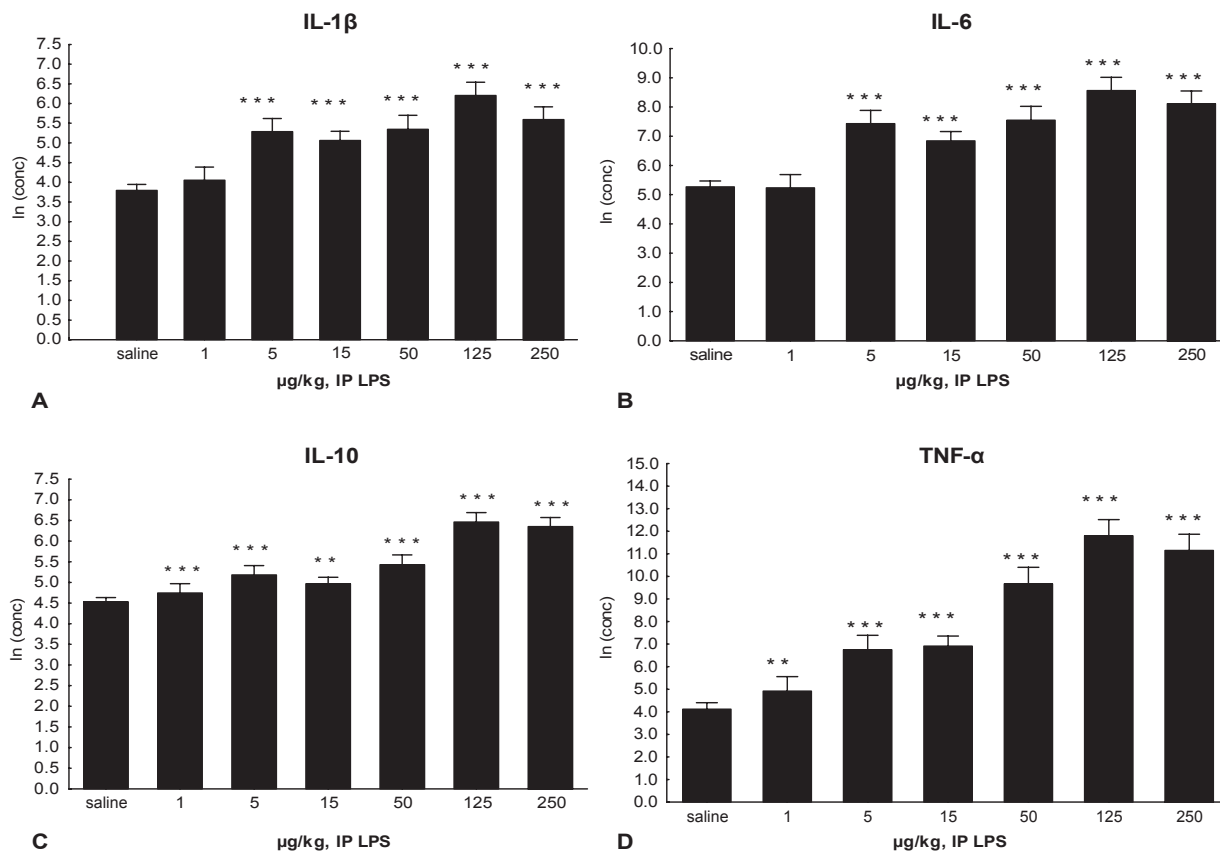 IL-1β
7.5
7.0
6.5
6.0
5.5
5.0
4.5
4.0
3.5
3.0
2.5
2.0
1.5
1.0
0.5
0.0
ln (conc)
*** *** *** *** ***
saline 1 5 15 50 125 250
µg/kg, IP LPS
A
IL-6
10.0
9.0
8.0
7.0
6.0
5.0
4.0
3.0
2.0
1.0
0.0
ln (conc)
*** *** *** *** ***
saline 1 5 15 50 125 250
µg/kg, IP LPS
B
IL-10
7.5
7.0
6.5
6.0
5.5
5.0
4.5
4.0
3.5
3.0
2.5
2.0
1.5
1.0
0.5
0.0
ln (conc)
*** *** ** *** *** ***
saline 1 5 15 50 125 250
µg/kg, IP LPS
C
TNF-α
15.0
14.0
13.0
12.0
11.0
10.0
9.0
8.0
7.0
6.0
5.0
4.0
3.0
2.0
1.0
0.0
ln (conc)
** *** *** *** *** ***
saline 1 5 15 50 125 250
µg/kg, IP LPS
D